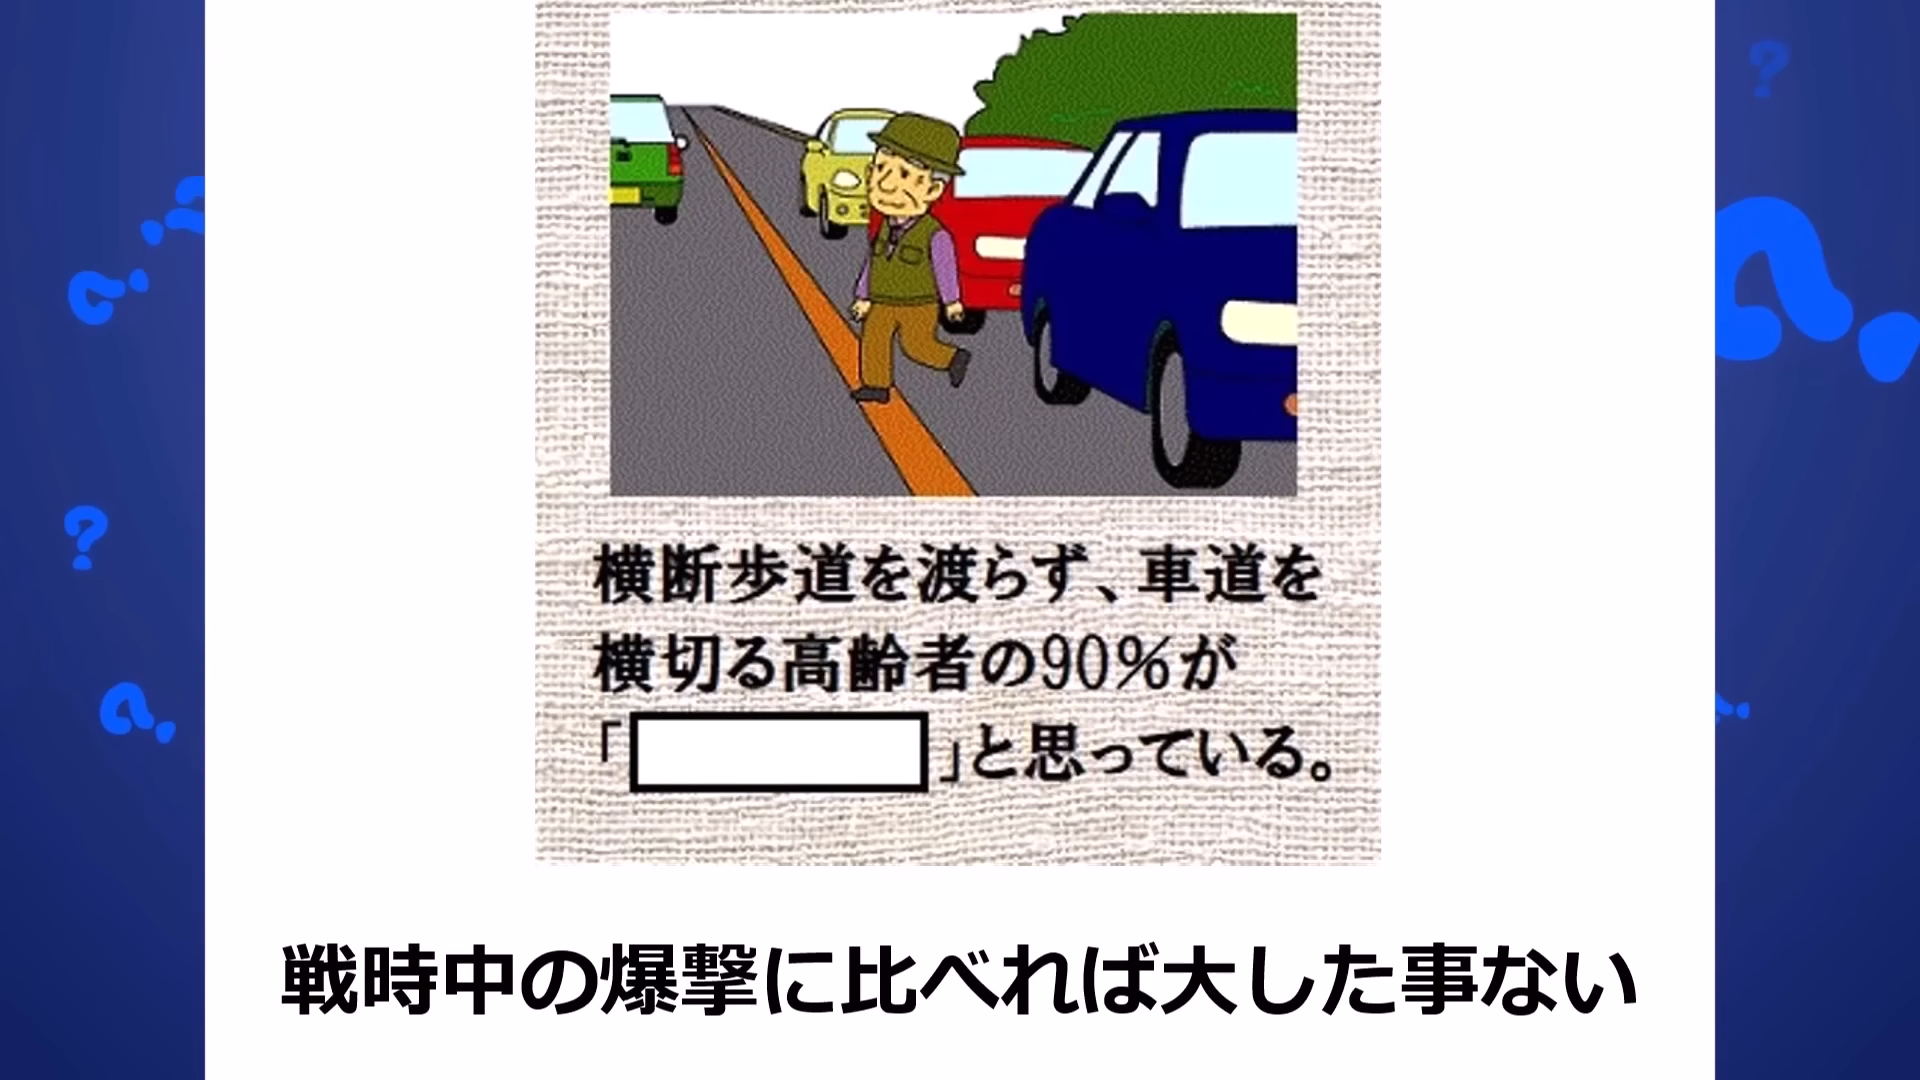 横断歩道を渡らず、車道を
横切る高齢者の90％が
「　　　　」と思っている。
戦時中の爆撃に比べれば大した事ない